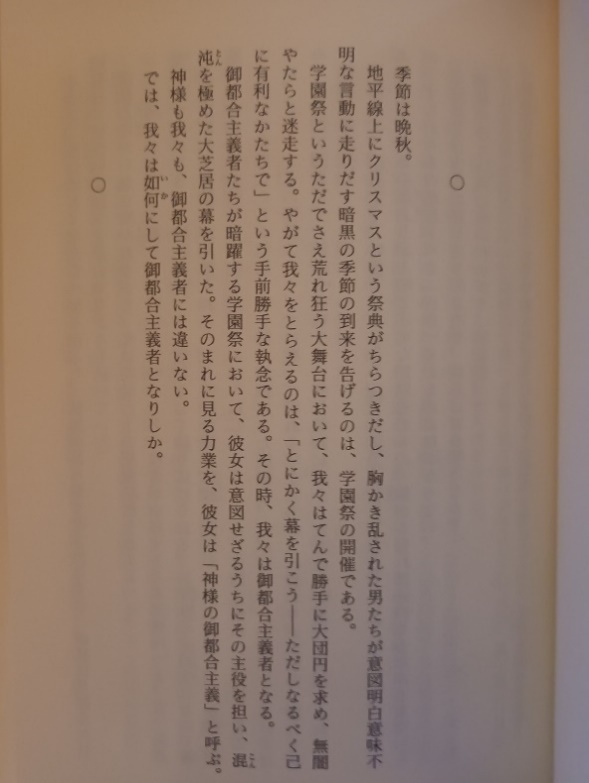 ○
季節は晩秋。
地平線上にクリスマスという祭典がちらつきだし、胸かき乱された男たちが意図明白意味不
明な言動に走りだす暗黒の季節の到来を告げるのは、学園祭の開催である。
学園祭というただでさえ荒れ狂う大舞台において、我々はてんで勝手に大団円を求め、無闇
やたらと迷走する。やがて我々をとらえるのは、「とにかく幕を引こう――ただしなるべく己
に有利なかたちで」という手前勝手な執念である。その時、我々は御都合主義者となる。
御都合主義者たちが暗躍する学園祭において、彼女は意図せざるうちにその主役を担い、混こん
沌とんを極めた大芝居の幕を引いた。そのまれに見る力業を、彼女は「神様の御都合主義」と呼ぶ。
神様も我々も、御都合主義者には違いない。
では、我々は如何いかにして御都合主義者となりしか。
○